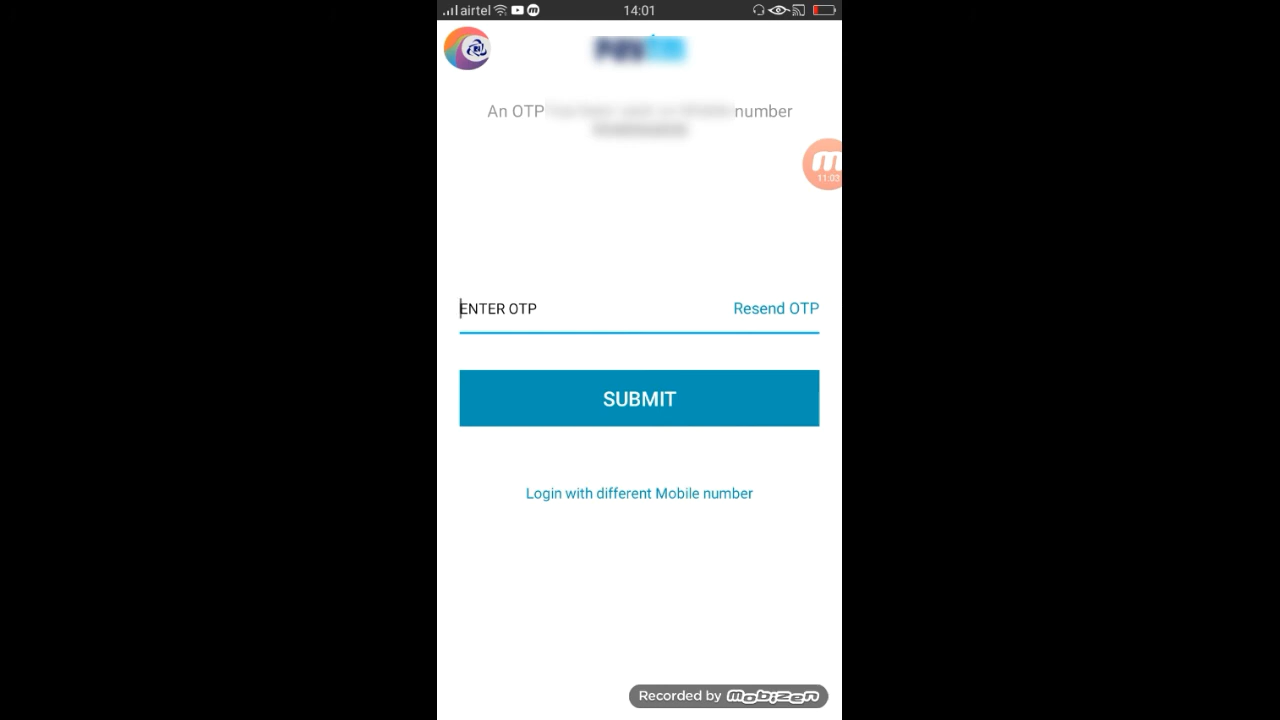 airtel 14:01
An OTP number
11:03
ENTER OTP Resend OTP
SUBMIT
Login with different Mobile number
Recorded by mobizen